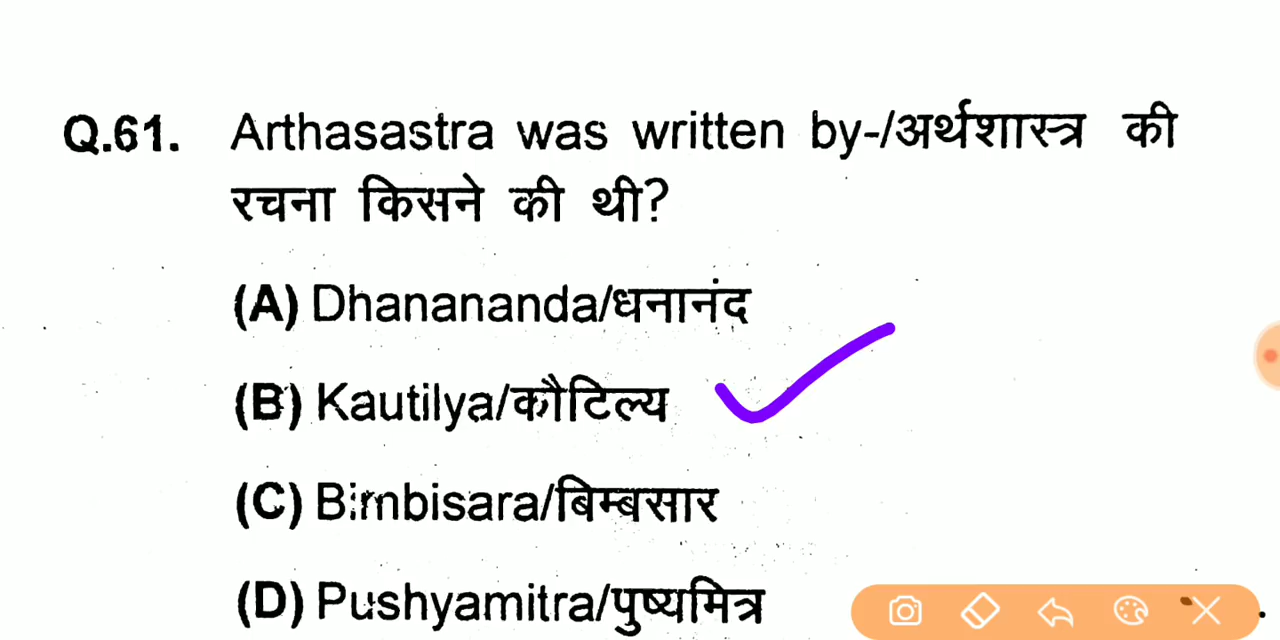 Q.61. Arthasastra was written by-/अर्थशास्त्र की
रचना किसने की थी?
(A) Dhanananda/धनानंद
(B) Kautilya/कौटिल्य
(C) Bimbisara/बिम्बसार
(D) Pushyamitra/पुष्यमित्र